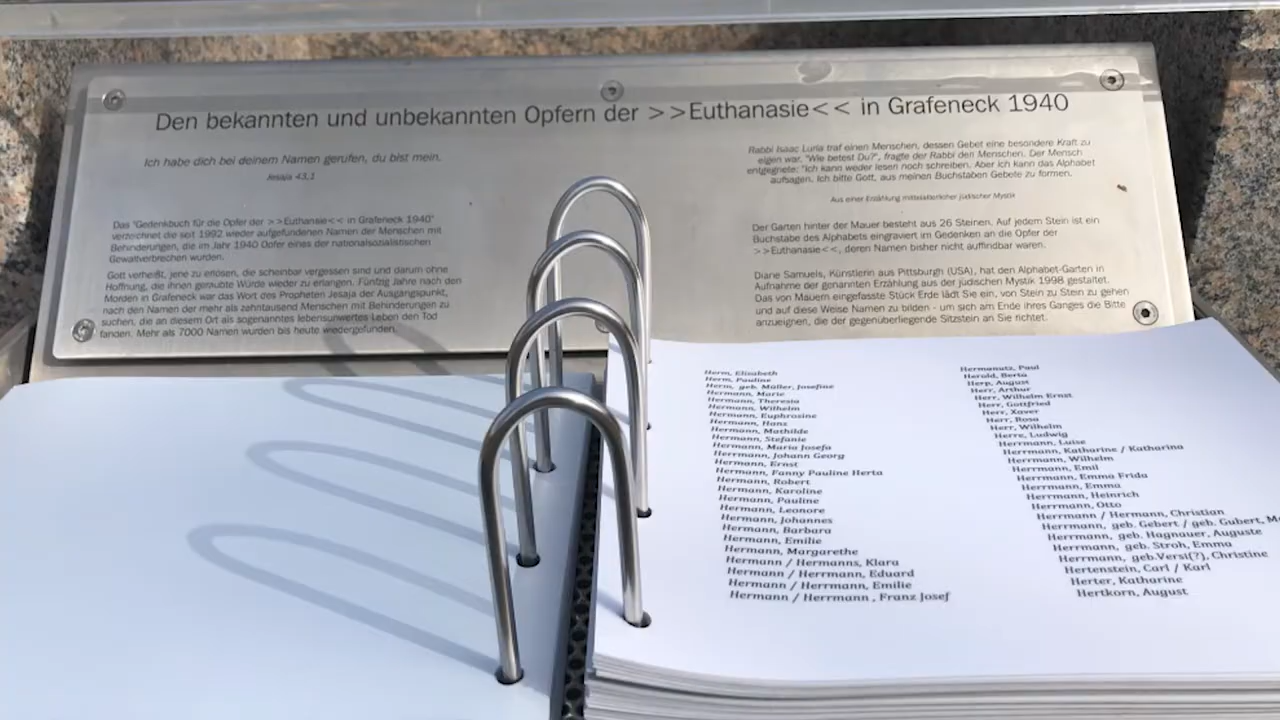 Den bekannten und unbekannten Opfern der >>Euthanasie<< in Grafeneck 1940
Ich habe dich bei deinem Namen gerufen, du bist mein.
Jesaja 43,1
Das "Gedenkbuch für die Opfer der >>Euthanasie<< in Grafeneck 1940"
verzeichnet die seit 1992 wieder aufgefundenen Namen der Menschen mit
Behinderungen, die im Jahr 1940 Opfer eines der nationalsozialistischen
Gewaltverbrechen wurden.
Gott verheißt, jene zu erlösen, die scheinbar vergessen sind und darum ohne
Hoffnung, die ihnen geraubte Würde wieder zu erlangen. Fünfzig Jahre nach den
Morden in Grafeneck war das Wort des Propheten Jesaja der Ausgangspunkt,
nach den Namen der mehr als zehntausend Menschen mit Behinderungen zu
suchen, die an diesem Ort als sogenanntes lebensunwertes Leben den Tod
fanden. Mehr als 7000 Namen wurden bis heute wiedergefunden.
Rabbi Isaac Luria traf einen Menschen, dessen Gebet eine besondere Kraft zu
eigen war. "Wie betest Du?", fragte der Rabbi den Menschen. Der Mensch
entgegnete: "Ich kann weder lesen noch schreiben. Aber ich kann das Alphabet
aufsagen. Ich bitte Gott, aus meinen Buchstaben Gebete zu formen.
Aus einer Erzählung mittelalterlicher jüdischer Mystik
Der Garten hinter der Mauer besteht aus 26 Steinen. Auf jedem Stein ist ein
Buchstabe des Alphabets eingraviert im Gedenken an die Opfer der
>>Euthanasie<<, deren Namen bisher nicht auffindbar waren.
Diane Samuels, Künstlerin aus Pittsburgh (USA), hat den Alphabet-Garten in
Aufnahme der genannten Erzählung aus der jüdischen Mystik 1998 gestaltet.
Das von Mauern eingefasste Stück Erde lädt Sie ein, von Stein zu Stein zu gehen
und auf diese Weise Namen zu bilden - um sich am Ende ihres Ganges die Bitte
anzueignen, die der gegenüberliegende Sitzstein an Sie richtet.
Herm, Elisabeth
Herm, Pauline
Herm, geb. Müller, Josefine
Hermann, Marie
Hermann, Theresia
Hermann, Wilhelm
Hermann, Euphrosine
Hermann, Hans
Hermann, Mathilde
Hermann, Stefanie
Hermann, Maria Josefa
Hermann, Johann Georg
Hermann, Ernst
Hermann, Fanny Pauline Herta
Hermann, Robert
Hermann, Karoline
Hermann, Pauline
Hermann, Leonore
Hermann, Johannes
Hermann, Barbara
Hermann, Emilie
Hermann, Margarethe
Hermann / Hermanns, Klara
Hermann / Herrmann, Eduard
Hermann / Herrmann, Emilie
Hermann / Herrmann , Franz Josef
Hermanutz, Paul
Herold, Berta
Herp, August
Herr, Arthur
Herr, Wilhelm Ernst
Herr, Gottfried
Herr, Xaver
Herr, Rosa
Herr, Wilhelm
Herre, Ludwig
Herrmann, Luise
Herrmann, Katharine / Katharina
Herrmann, Wilhelm
Herrmann, Emil
Herrmann, Emma Frida
Herrmann, Emma
Herrmann, Heinrich
Herrmann, Otto
Herrmann / Hermann, Christian
Herrmann, geb. Gebert / geb. Gubert,
Herrmann, geb. Hagnauer, Auguste
Herrmann, geb. Stroh, Emma
Herrmann, geb.Versi(?), Christine
Hertenstein, Carl / Karl
Herter, Katharine
Hertkorn, August